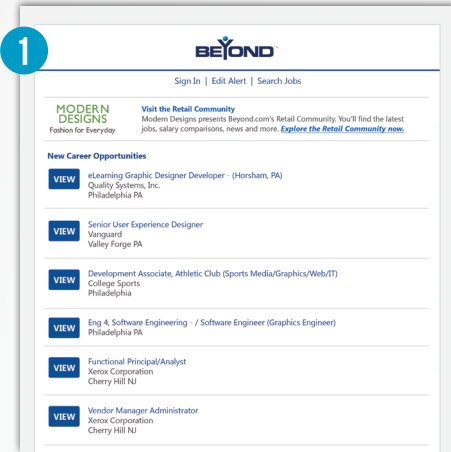 1
BEYOND™
Sign In | Edit Alert | Search Jobs
MODERN
DESIGNS
Fashion for Everyday
Visit the Retail Community
Modern Designs presents Beyond.com's Retail Community. You'll find the latest
jobs, salary comparisons, news and more. Explore the Retail Community now.
New Career Opportunities
VIEW
eLearning Graphic Designer Developer - (Horsham, PA)
Quality Systems, Inc.
Philadelphia PA
VIEW
Senior User Experience Designer
Vanguard
Valley Forge PA
VIEW
Development Associate, Athletic Club (Sports Media/Graphics/Web/IT)
College Sports
Philadelphia
VIEW
Eng 4, Software Engineering - / Software Engineer (Graphics Engineer)
Philadelphia PA
VIEW
Functional Principal/Analyst
Xerox Corporation
Cherry Hill NJ
VIEW
Vendor Manager Administrator
Xerox Corporation
Cherry Hill NJ